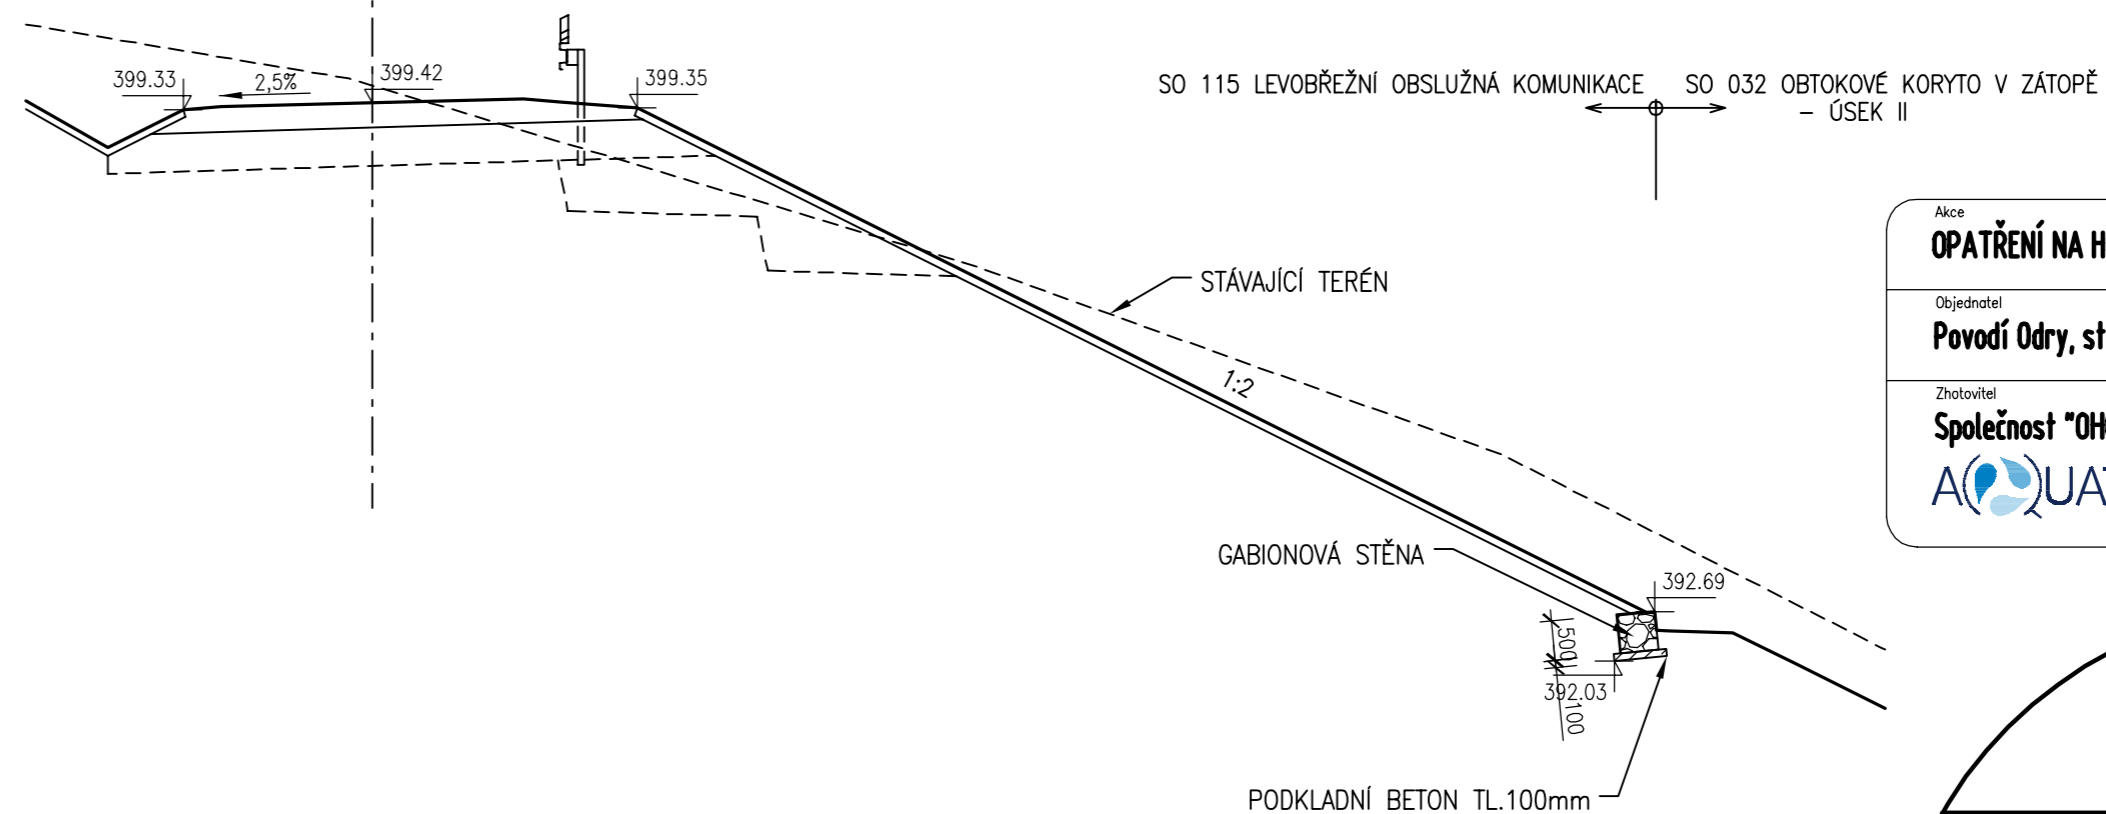 399.33
2,5%
399.42
399.35
SO 115 LEVOBŘEŽNÍ OBSLUŽNÁ KOMUNIKACE
SO 032 OBTOKOVÉ KORYTO V ZÁTOPĚ
– ÚSEK II
STÁVAJÍCÍ TERÉN
1:2
GABIONOVÁ STĚNA
392.69
500
392.03
100
PODKLADNÍ BETON TL.100mm
Akce
OPATŘENÍ NA H
Objednatel
Povodí Odry, st
Zhotovitel
Společnost "OH
AQUAT